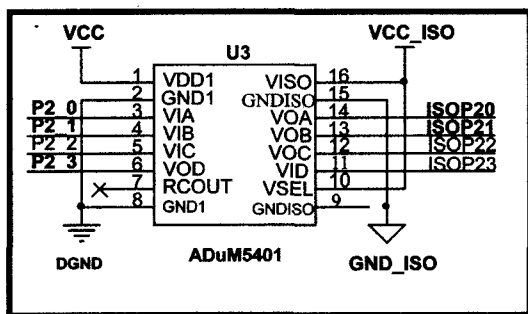 VCC VCC_ISO
U3
1 VDD1 VISO 16
2 GND1 GNDISO 15
P2_0 3 VIA VOA 14 ISOP20
P2_1 4 VIB VOB 13 ISOP21
P2_2 5 VIC VOC 12 ISOP22
P2_3 6 VOD VID 11 ISOP23
7 RCOUT VSEL 10
8 GND1 GNDISO 9
DGND ADuM5401 GND_ISO